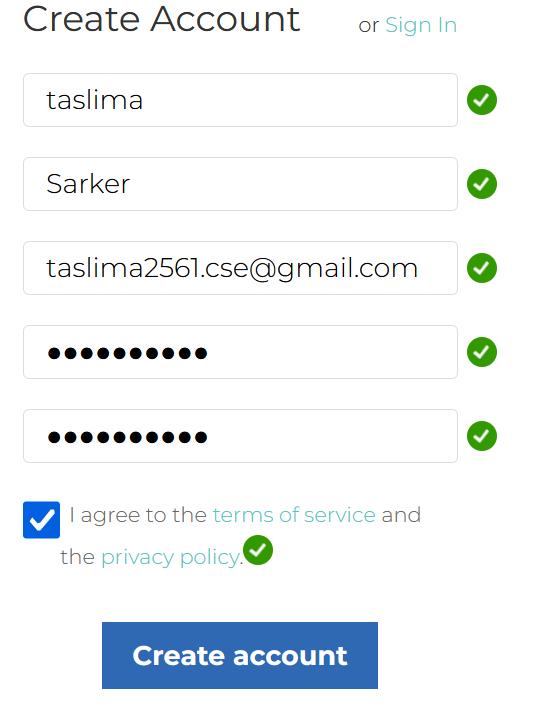 Create Account or Sign In
taslima
Sarker
taslima2561.cse@gmail.com
●●●●●●●●●●
●●●●●●●●●●
I agree to the terms of service and
the privacy policy.
Create account